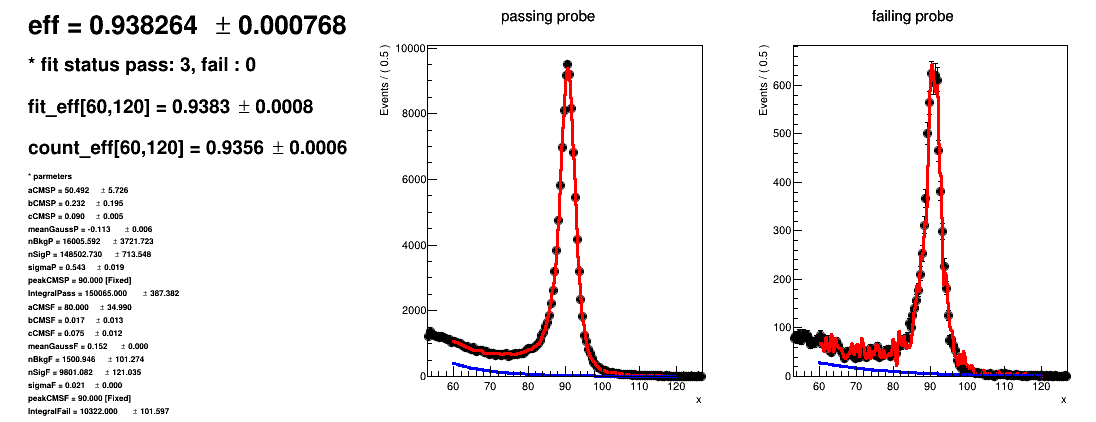 eff = 0.938264 ± 0.000768
* fit status pass: 3, fail : 0
fit_eff[60,120] = 0.9383 ± 0.0008
count_eff[60,120] = 0.9356 ± 0.0006
* parmeters
aCMSP = 50.492 ± 5.726
bCMSP = 0.232 ± 0.195
cCMSP = 0.090 ± 0.005
meanGaussP = -0.113 ± 0.006
nBkgP = 16005.592 ± 3721.723
nSigP = 148502.730 ± 713.548
sigmaP = 0.543 ± 0.019
peakCMSP = 90.000 [Fixed]
IntegralPass = 150065.000 ± 387.382
aCMSF = 80.000 ± 34.990
bCMSF = 0.017 ± 0.013
cCMSF = 0.075 ± 0.012
meanGaussF = 0.152 ± 0.000
nBkgF = 1500.946 ± 101.274
nSigF = 9801.082 ± 121.035
sigmaF = 0.021 ± 0.000
peakCMSF = 90.000 [Fixed]
IntegralFail = 10322.000 ± 101.597
passing probe
Events / ( 0.5 )
10000
8000
6000
4000
2000
0
60 70 80 90 100 110 120
x
failing probe
Events / ( 0.5 )
600
500
400
300
200
100
0
60 70 80 90 100 110 120
x